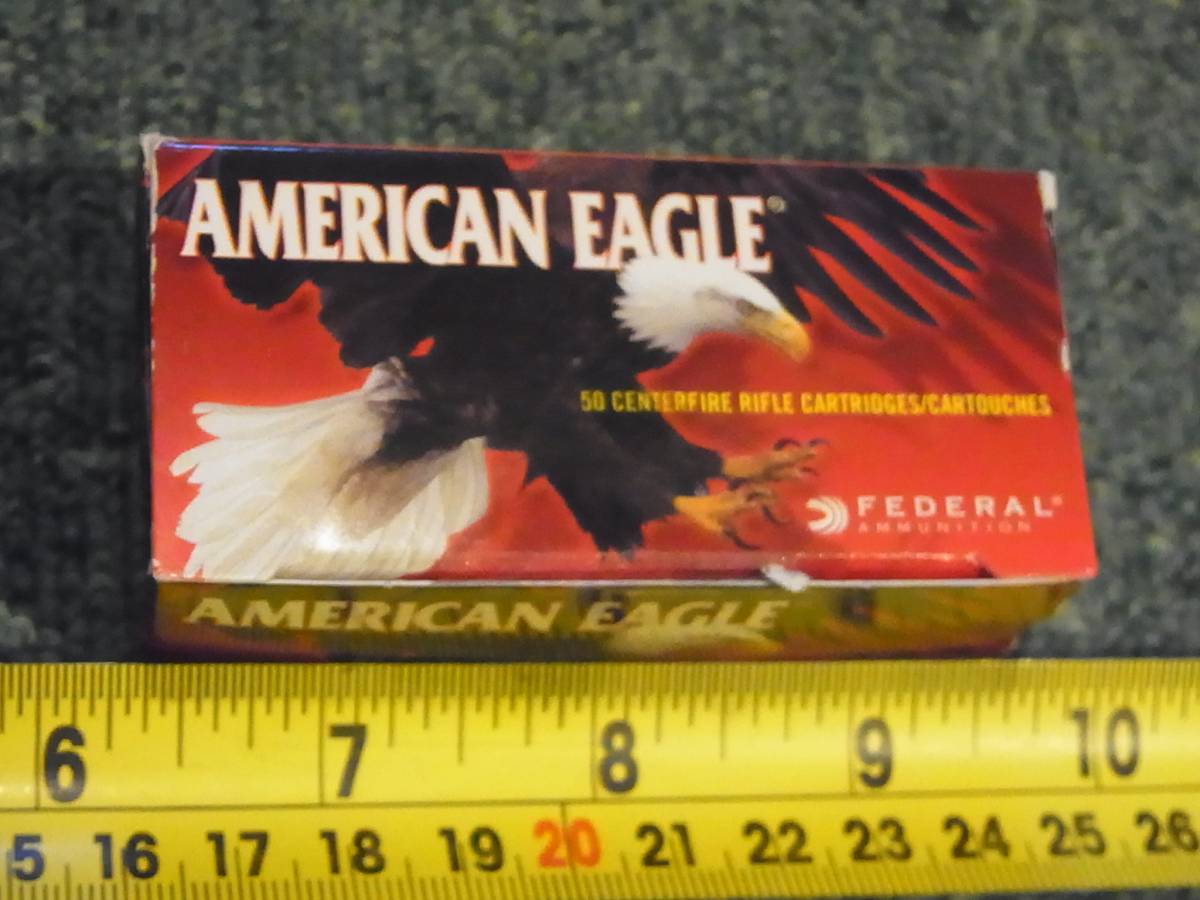 AMERICAN EAGLE®
50 CENTERFIRE RIFLE CARTRIDGES/CARTOUCHES
FEDERAL®
AMMUNITION
AMERICAN EAGLE
6 7 8 9 10
5 16 17 18 19 20 21 22 23 24 25 26